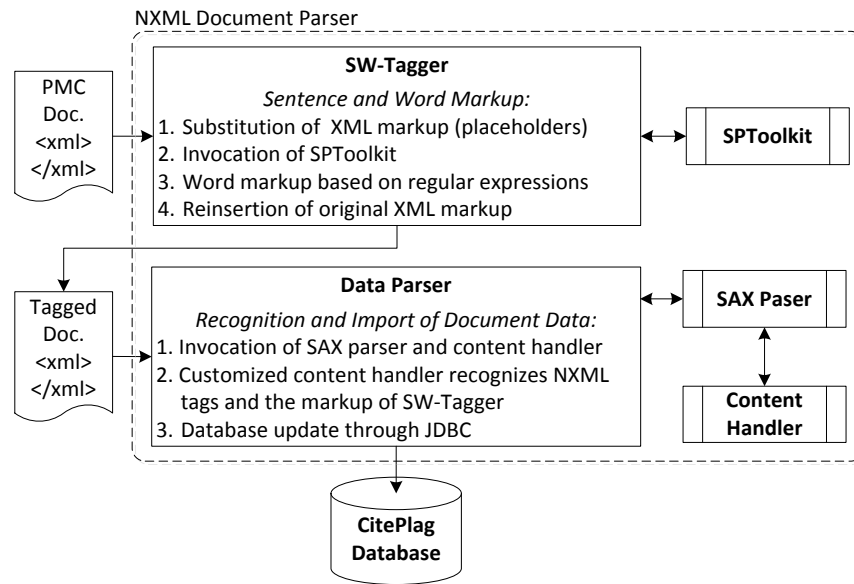 NXML Document Parser
PMC
Doc.
<xml>
</xml>
SW-Tagger
Sentence and Word Markup:
1. Substitution of XML markup (placeholders)
2. Invocation of SPToolkit
3. Word markup based on regular expressions
4. Reinsertion of original XML markup
SPToolkit
Tagged
Doc.
<xml>
</xml>
Data Parser
Recognition and Import of Document Data:
1. Invocation of SAX parser and content handler
2. Customized content handler recognizes NXML
tags and the markup of SW-Tagger
3. Database update through JDBC
SAX Paser
Content
Handler
CitePlag
Database